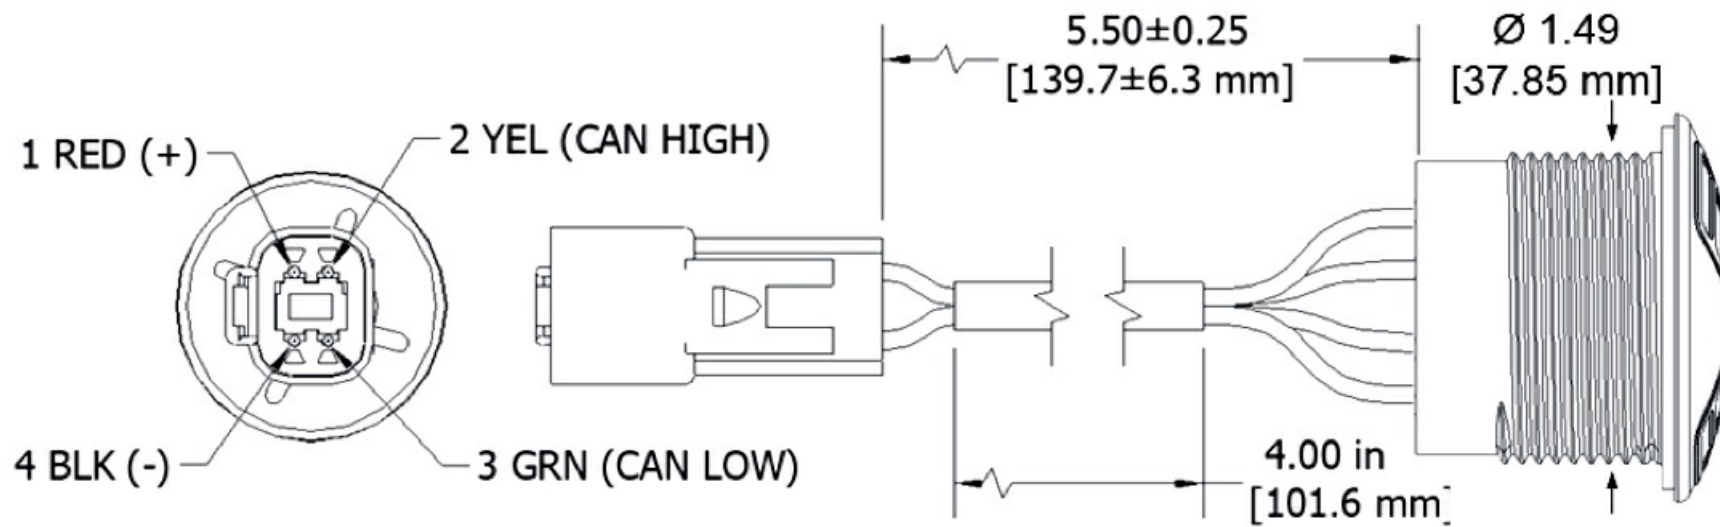 5.50±0.25
[139.7±6.3 mm]
Ø 1.49
[37.85 mm]
1 RED (+)
2 YEL (CAN HIGH)
4 BLK (-)
3 GRN (CAN LOW)
4.00 in
[101.6 mm]